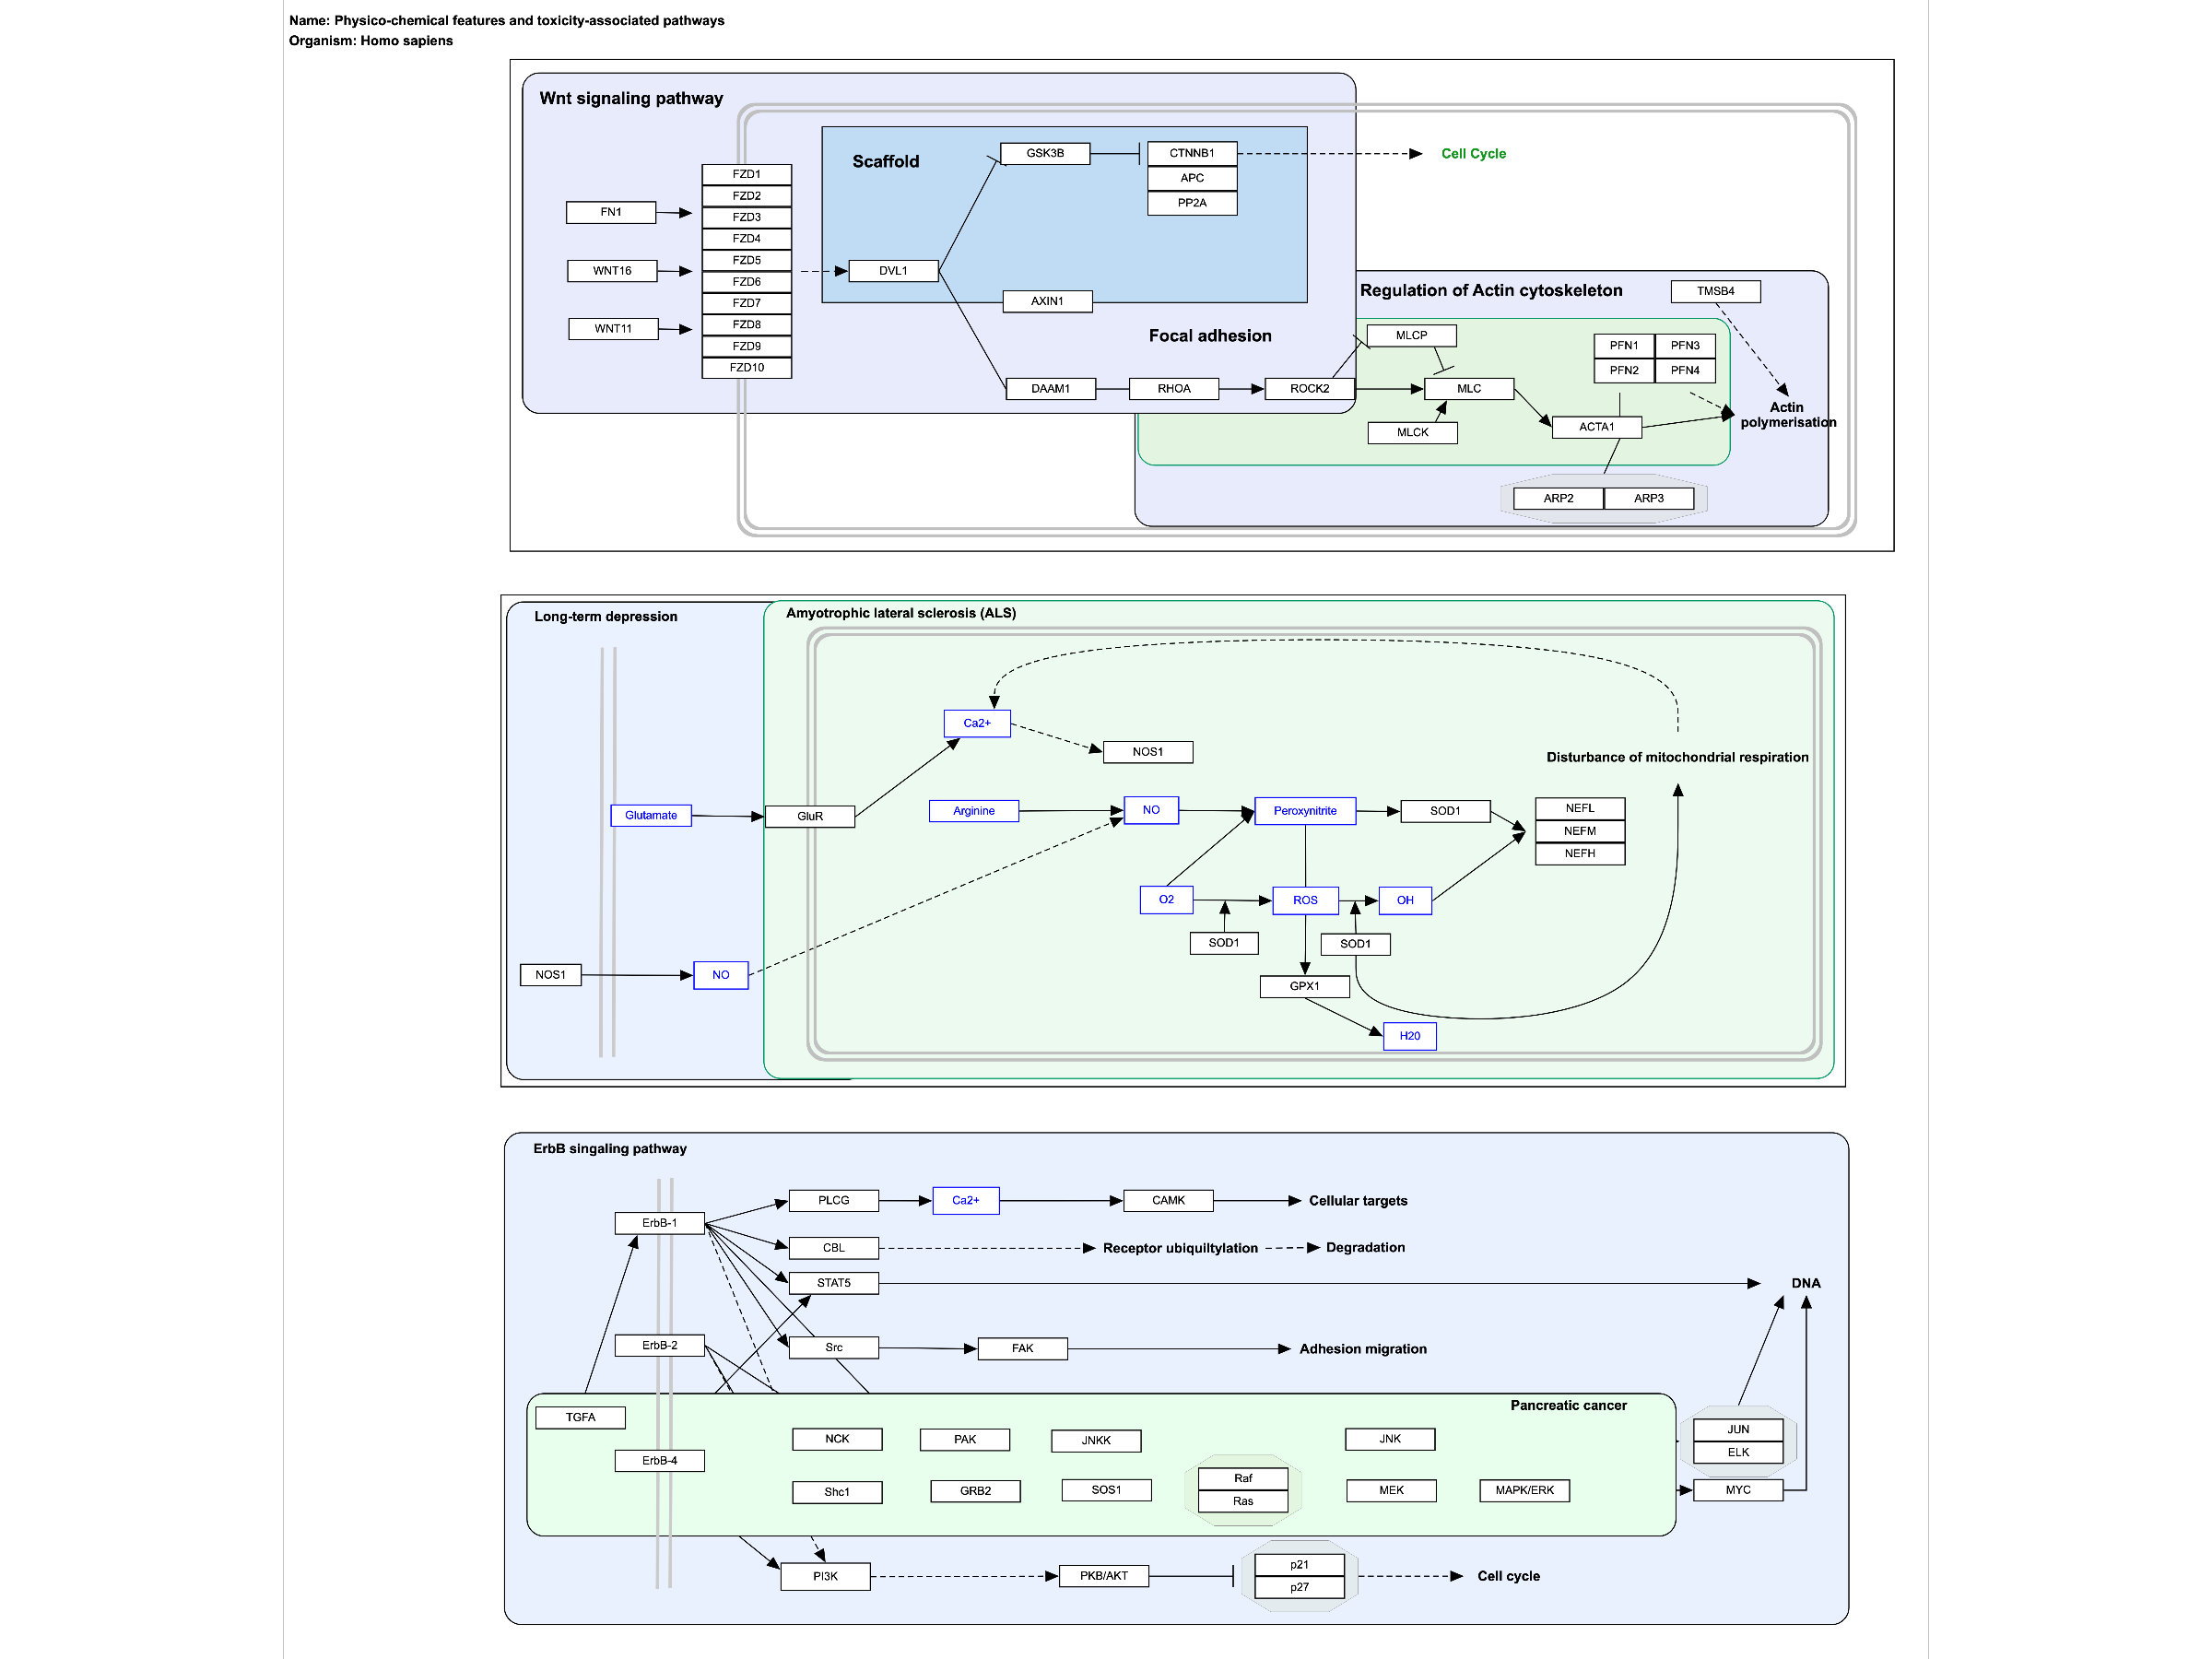 Name: Physico-chemical features and toxicity-associated pathways
Organism: Homo sapiens
Wnt signaling pathway
Scaffold
GSK3B
CTNNB1
APC
PP2A
Cell Cycle
FZD1
FZD2
FZD3
FZD4
FZD5
FZD6
FZD7
FZD8
FZD9
FZD10
FN1
WNT16
WNT11
DVL1
AXIN1
Focal adhesion
DAAM1
RHOA
ROCK2
Regulation of Actin cytoskeleton
TMSB4
MLCP
MLC
MLCK
PFN1
PFN3
PFN2
PFN4
ACTA1
Actin
polymerisation
ARP2
ARP3
Long-term depression
Amyotrophic lateral sclerosis (ALS)
Ca2+
NOS1
Disturbance of mitochondrial respiration
Glutamate
GluR
Arginine
NO
Peroxynitrite
SOD1
NEFL
NEFM
NEFH
O2
ROS
OH
SOD1
SOD1
NOS1
NO
GPX1
H20
ErbB singaling pathway
PLCG
Ca2+
CAMK
Cellular targets
ErbB-1
CBL
Receptor ubiquiltylation
Degradation
STAT5
DNA
ErbB-2
Src
FAK
Adhesion migration
Pancreatic cancer
TGFA
NCK
PAK
JNKK
JNK
JUN
ELK
ErbB-4
Shc1
GRB2
SOS1
Raf
Ras
MEK
MAPK/ERK
MYC
PI3K
PKB/AKT
p21
p27
Cell cycle